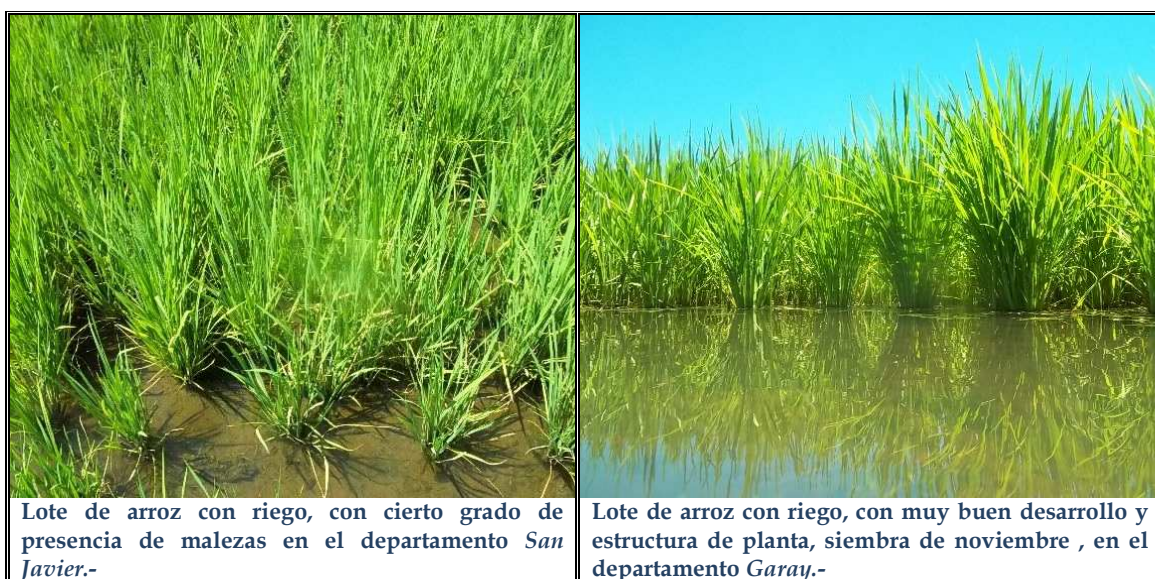 Lote de arroz con riego, con cierto grado de
presencia de malezas en el departamento San
Javier.-
Lote de arroz con riego, con muy buen desarrollo y
estructura de planta, siembra de noviembre , en el
departamento Garay.-